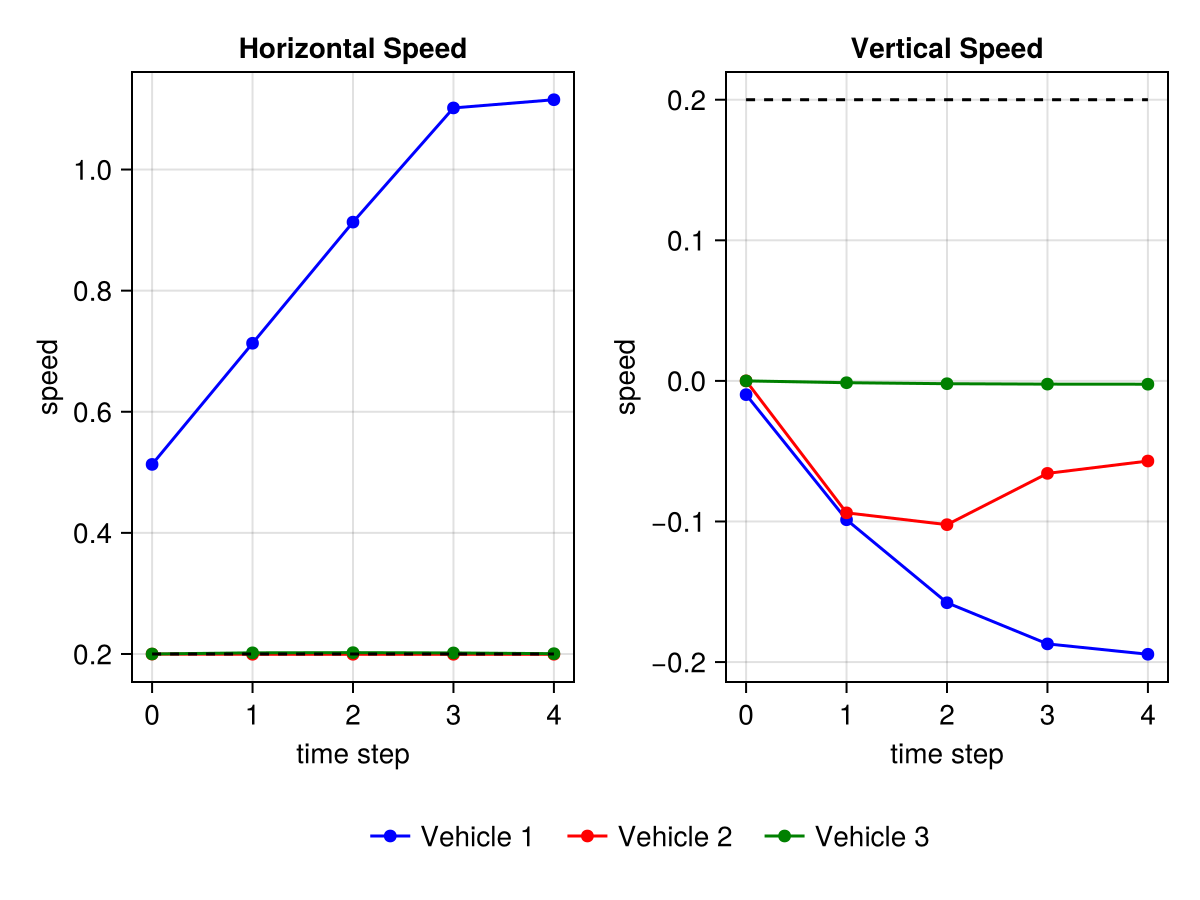 Horizontal Speed
speed
1.0
0.8
0.6
0.4
0.2
0 1 2 3 4
time step
Vertical Speed
speed
0.2
0.1
0.0
−0.1
−0.2
0 1 2 3 4
time step
Vehicle 1 Vehicle 2 Vehicle 3